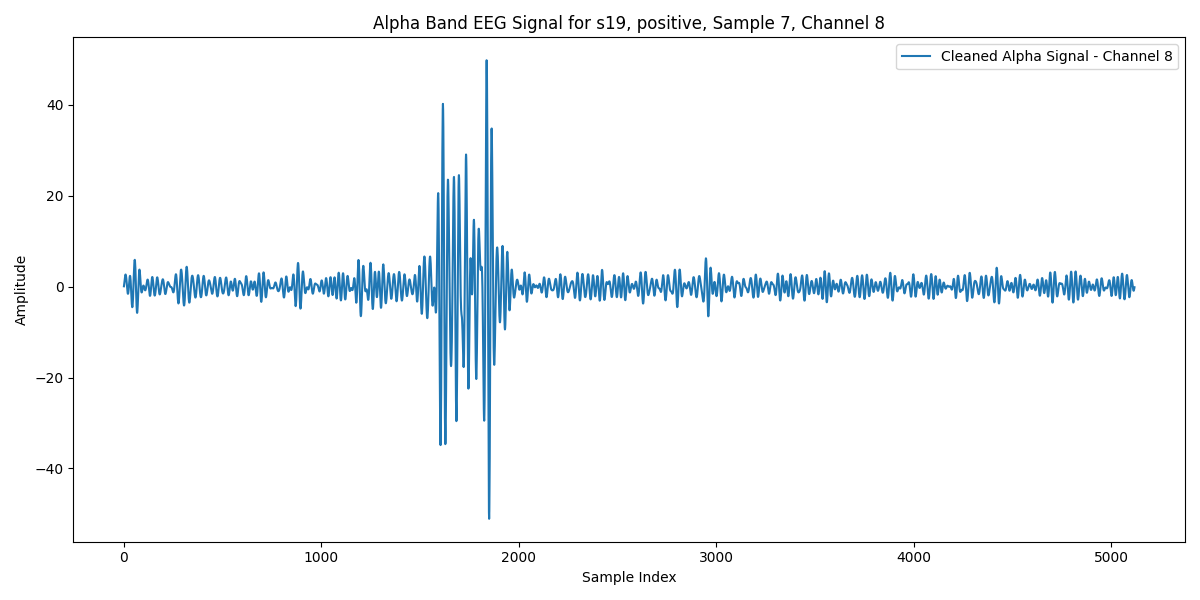 Alpha Band EEG Signal for s19, positive, Sample 7, Channel 8
Cleaned Alpha Signal - Channel 8
Amplitude
40
20
0
−20
−40
0 1000 2000 3000 4000 5000
Sample Index